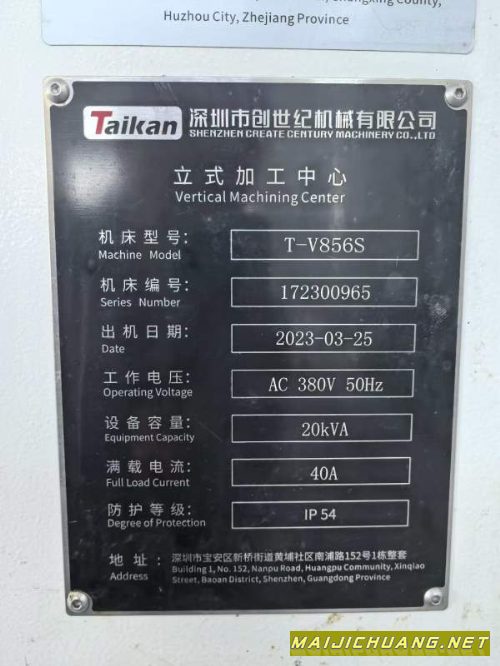 Changxing County,
Huzhou City, Zhejiang Province
Taikan 深圳市创世纪机械有限公司
SHENZHEN CREATE CENTURY MACHINERY CO.,LTD
立式加工中心
Vertical Machining Center
机床型号: T-V856S
Machine Model
机床编号: 172300965
Series Number
出机日期: 2023-03-25
Date
工作电压: AC 380V 50Hz
Operating Voltage
设备容量: 20kVA
Equipment Capacity
满载电流: 40A
Full Load Current
防护等级: IP 54
Degree of Protection
地址: 深圳市宝安区新桥街道黄埔社区南浦路152号1栋整套
Address Building 1, No. 152, Nanpu Road, Huangpu Community, Xinqiao
Street, Baoan District, Shenzhen, Guangdong Province
MAIJICHUANG.NET